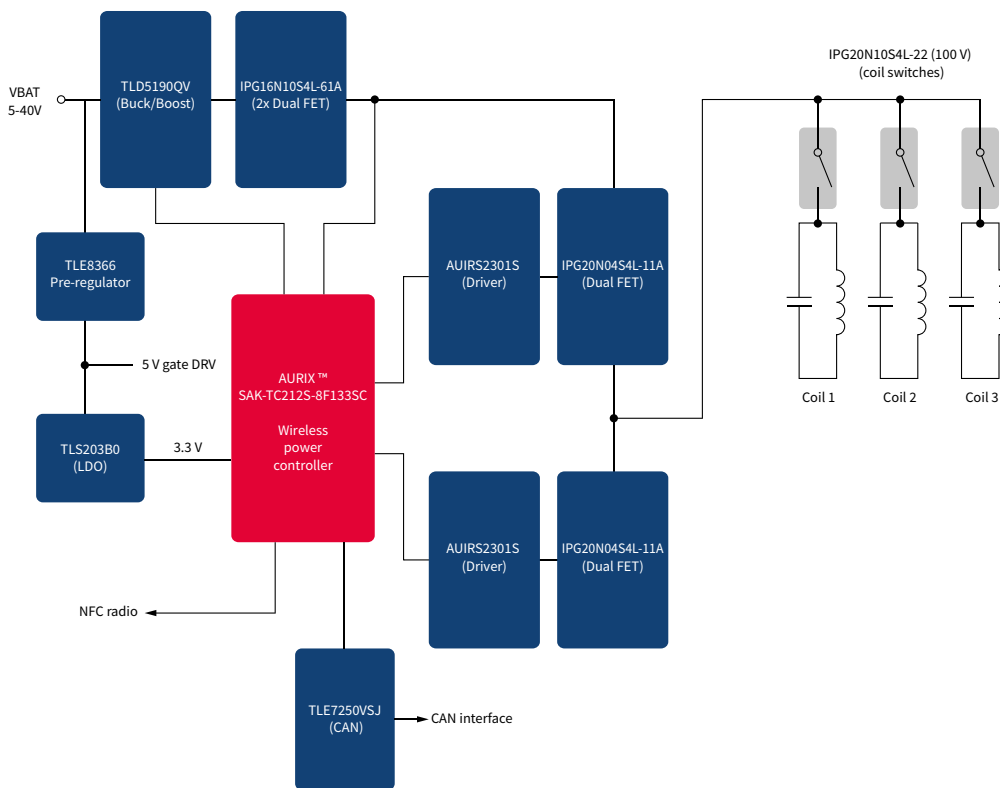 VBAT
5-40V
TLD5190QV
(Buck/Boost)
IPG16N10S4L-61A
(2x Dual FET)
IPG20N10S4L-22 (100 V)
(coil switches)
TLE8366
Pre-regulator
AUIRS2301S
(Driver)
IPG20N04S4L-11A
(Dual FET)
5 V gate DRV
AURIX ™
SAK-TC212S-8F133SC
Wireless
power
controller
Coil 1
Coil 2
Coil 3
TLS203B0
(LDO)
3.3 V
AUIRS2301S
(Driver)
IPG20N04S4L-11A
(Dual FET)
NFC radio
TLE7250VSJ
(CAN)
CAN interface